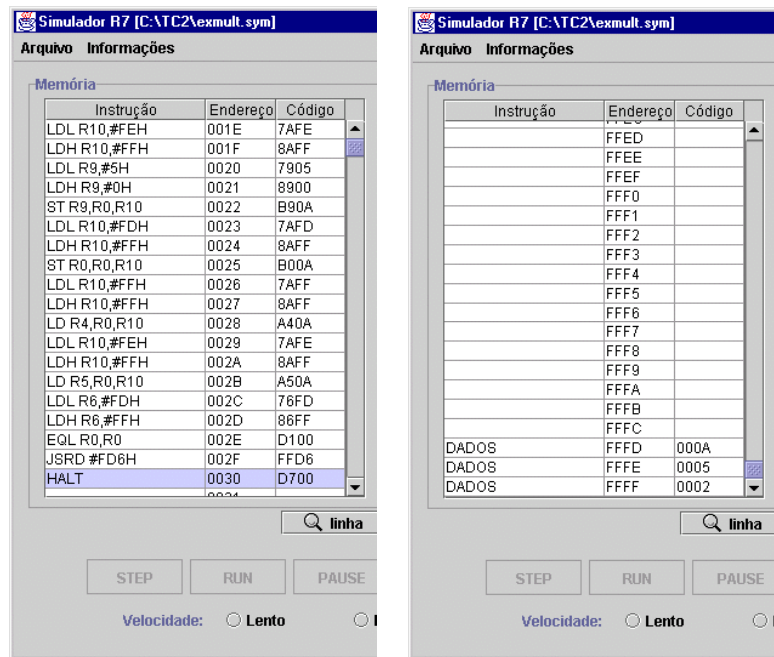 Simulador R7 [C:\TC2\exmult.sym]
Arquivo Informações
Memória
Instrução Endereço Código
LDL R10,#FEH 001E 7AFE
LDH R10,#FFH 001F 8AFF
LDL R9,#5H 0020 7905
LDH R9,#0H 0021 8900
ST R9,R0,R10 0022 B90A
LDL R10,#FDH 0023 7AFD
LDH R10,#FFH 0024 8AFF
ST R0,R0,R10 0025 B00A
LDL R10,#FFH 0026 7AFF
LDH R10,#FFH 0027 8AFF
LD R4,R0,R10 0028 A40A
LDL R10,#FEH 0029 7AFE
LDH R10,#FFH 002A 8AFF
LD R5,R0,R10 002B A50A
LDL R6,#FDH 002C 76FD
LDH R6,#FFH 002D 86FF
EQL R0,R0 002E D100
JSRD #FD6H 002F FFD6
HALT 0030 D700
linha
STEP RUN PAUSE
Velocidade: Lento
Simulador R7 [C:\TC2\exmult.sym]
Arquivo Informações
Memória
Instrução Endereço Código
FFED
FFEE
FFEF
FFF0
FFF1
FFF2
FFF3
FFF4
FFF5
FFF6
FFF7
FFF8
FFF9
FFFA
FFFB
FFFC
DADOS FFFD 000A
DADOS FFFE 0005
DADOS FFFF 0002
linha
STEP RUN PAUSE
Velocidade: Lento